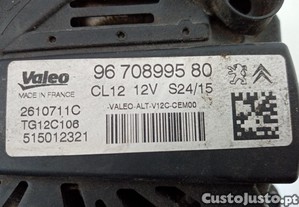 Valeo
MADE IN FRANCE
96 708995 80
CL12 12V S24/15
2610711C
TG12C106
515012321
-VALEO-ALT-V12C-CEM00
CustoJusto.pt